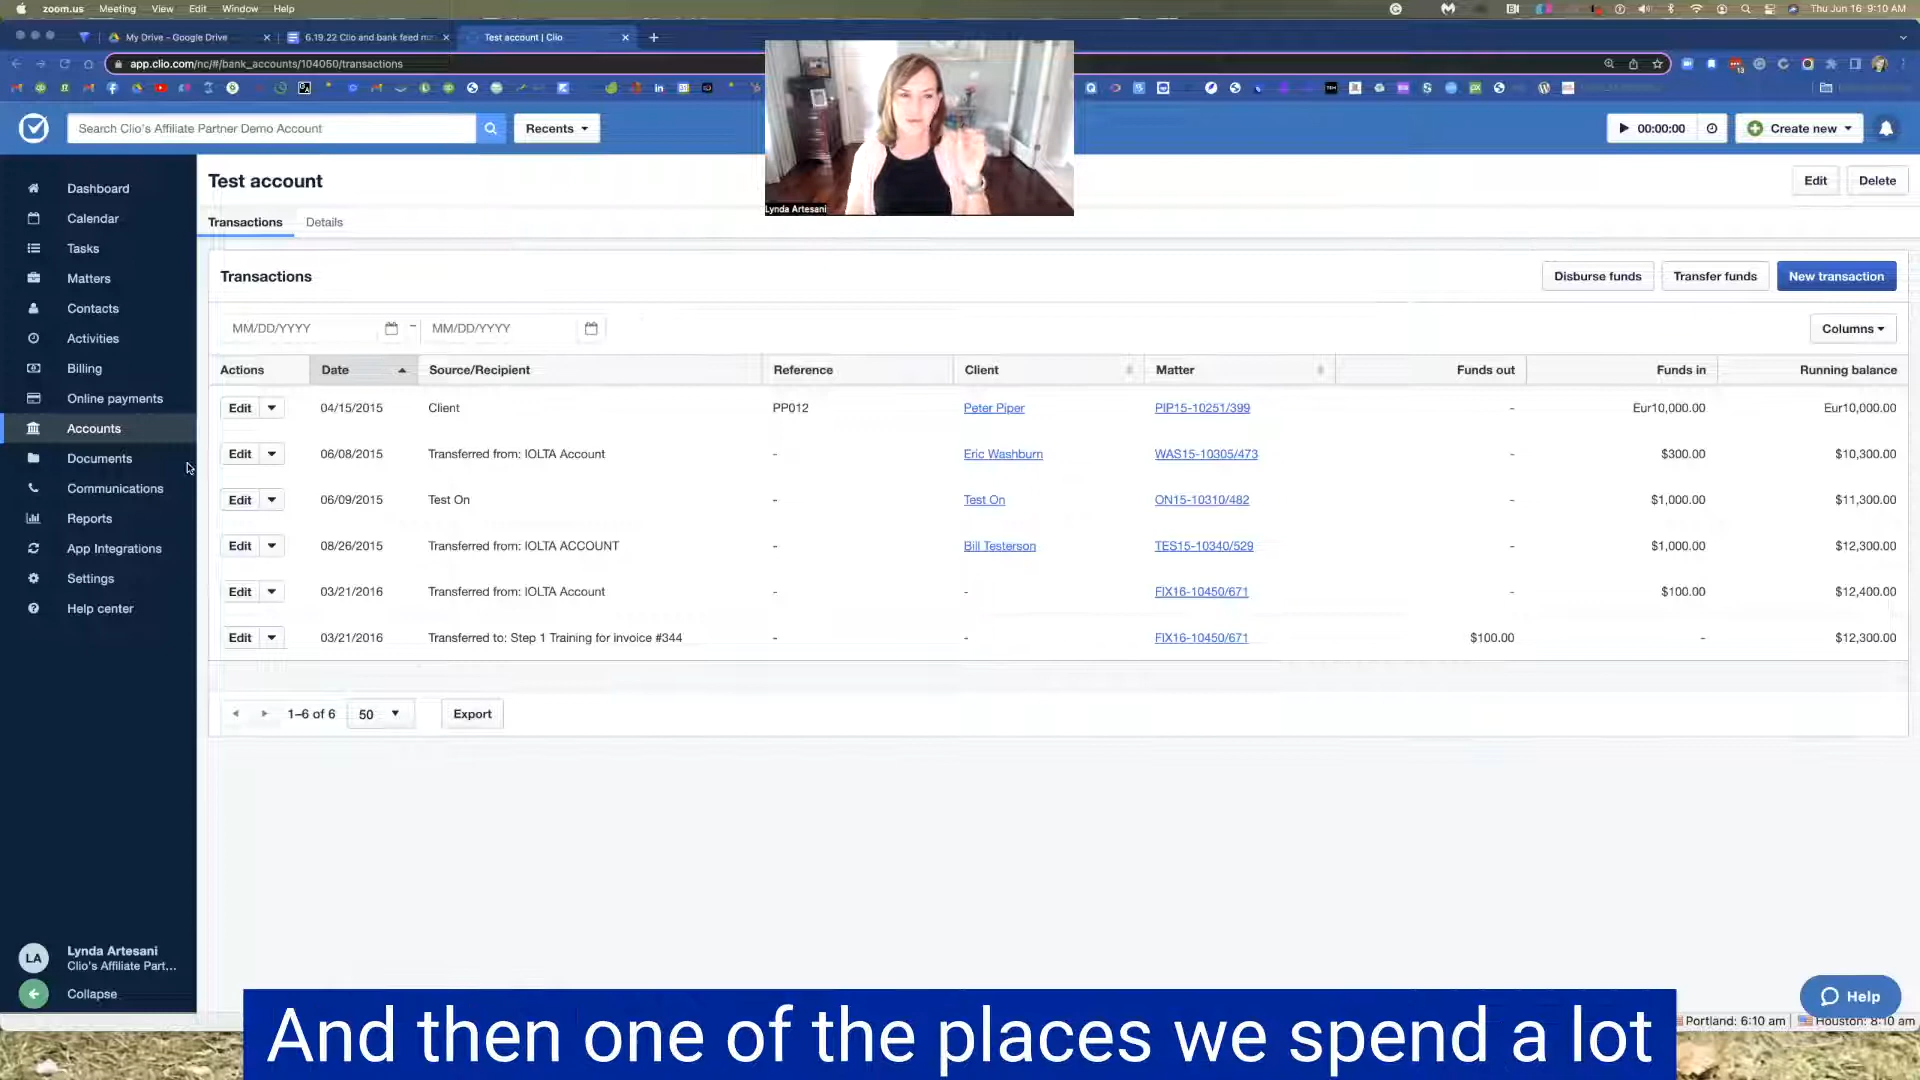 zoom.us Meeting View Edit Window Help
Thu Jun 16 9:10 AM
My Drive - Google Drive
6.19.22 Clio and bank feed ma
Test account | Clio
app.clio.com/nc/#/bank_accounts/104050/transactions
Search Clio's Affiliate Partner Demo Account
Recents
00:00:00
Create new
Lynda Artesani
Dashboard
Calendar
Tasks
Matters
Contacts
Activities
Billing
Online payments
Accounts
Documents
Communications
Reports
App Integrations
Settings
Help center
LA
Lynda Artesani
Clio's Affiliate Part...
Collapse
Test account
Edit Delete
Transactions Details
Transactions
Disburse funds Transfer funds New transaction
MM/DD/YYYY – MM/DD/YYYY
Columns
Actions Date Source/Recipient Reference Client Matter Funds out Funds in Running balance
Edit 04/15/2015 Client PP012 Peter Piper PIP15-10251/399 - Eur10,000.00 Eur10,000.00
Edit 06/08/2015 Transferred from: IOLTA Account - Eric Washburn WAS15-10305/473 - $300.00 $10,300.00
Edit 06/09/2015 Test On - Test On ON15-10310/482 - $1,000.00 $11,300.00
Edit 08/26/2015 Transferred from: IOLTA ACCOUNT - Bill Testerson TES15-10340/529 - $1,000.00 $12,300.00
Edit 03/21/2016 Transferred from: IOLTA Account - - FIX16-10450/671 - $100.00 $12,400.00
Edit 03/21/2016 Transferred to: Step 1 Training for invoice #344 - - FIX16-10450/671 $100.00 - $12,300.00
1–6 of 6 50 Export
Help
Portland: 6:10 am Houston: 8:10 am
And then one of the places we spend a lot